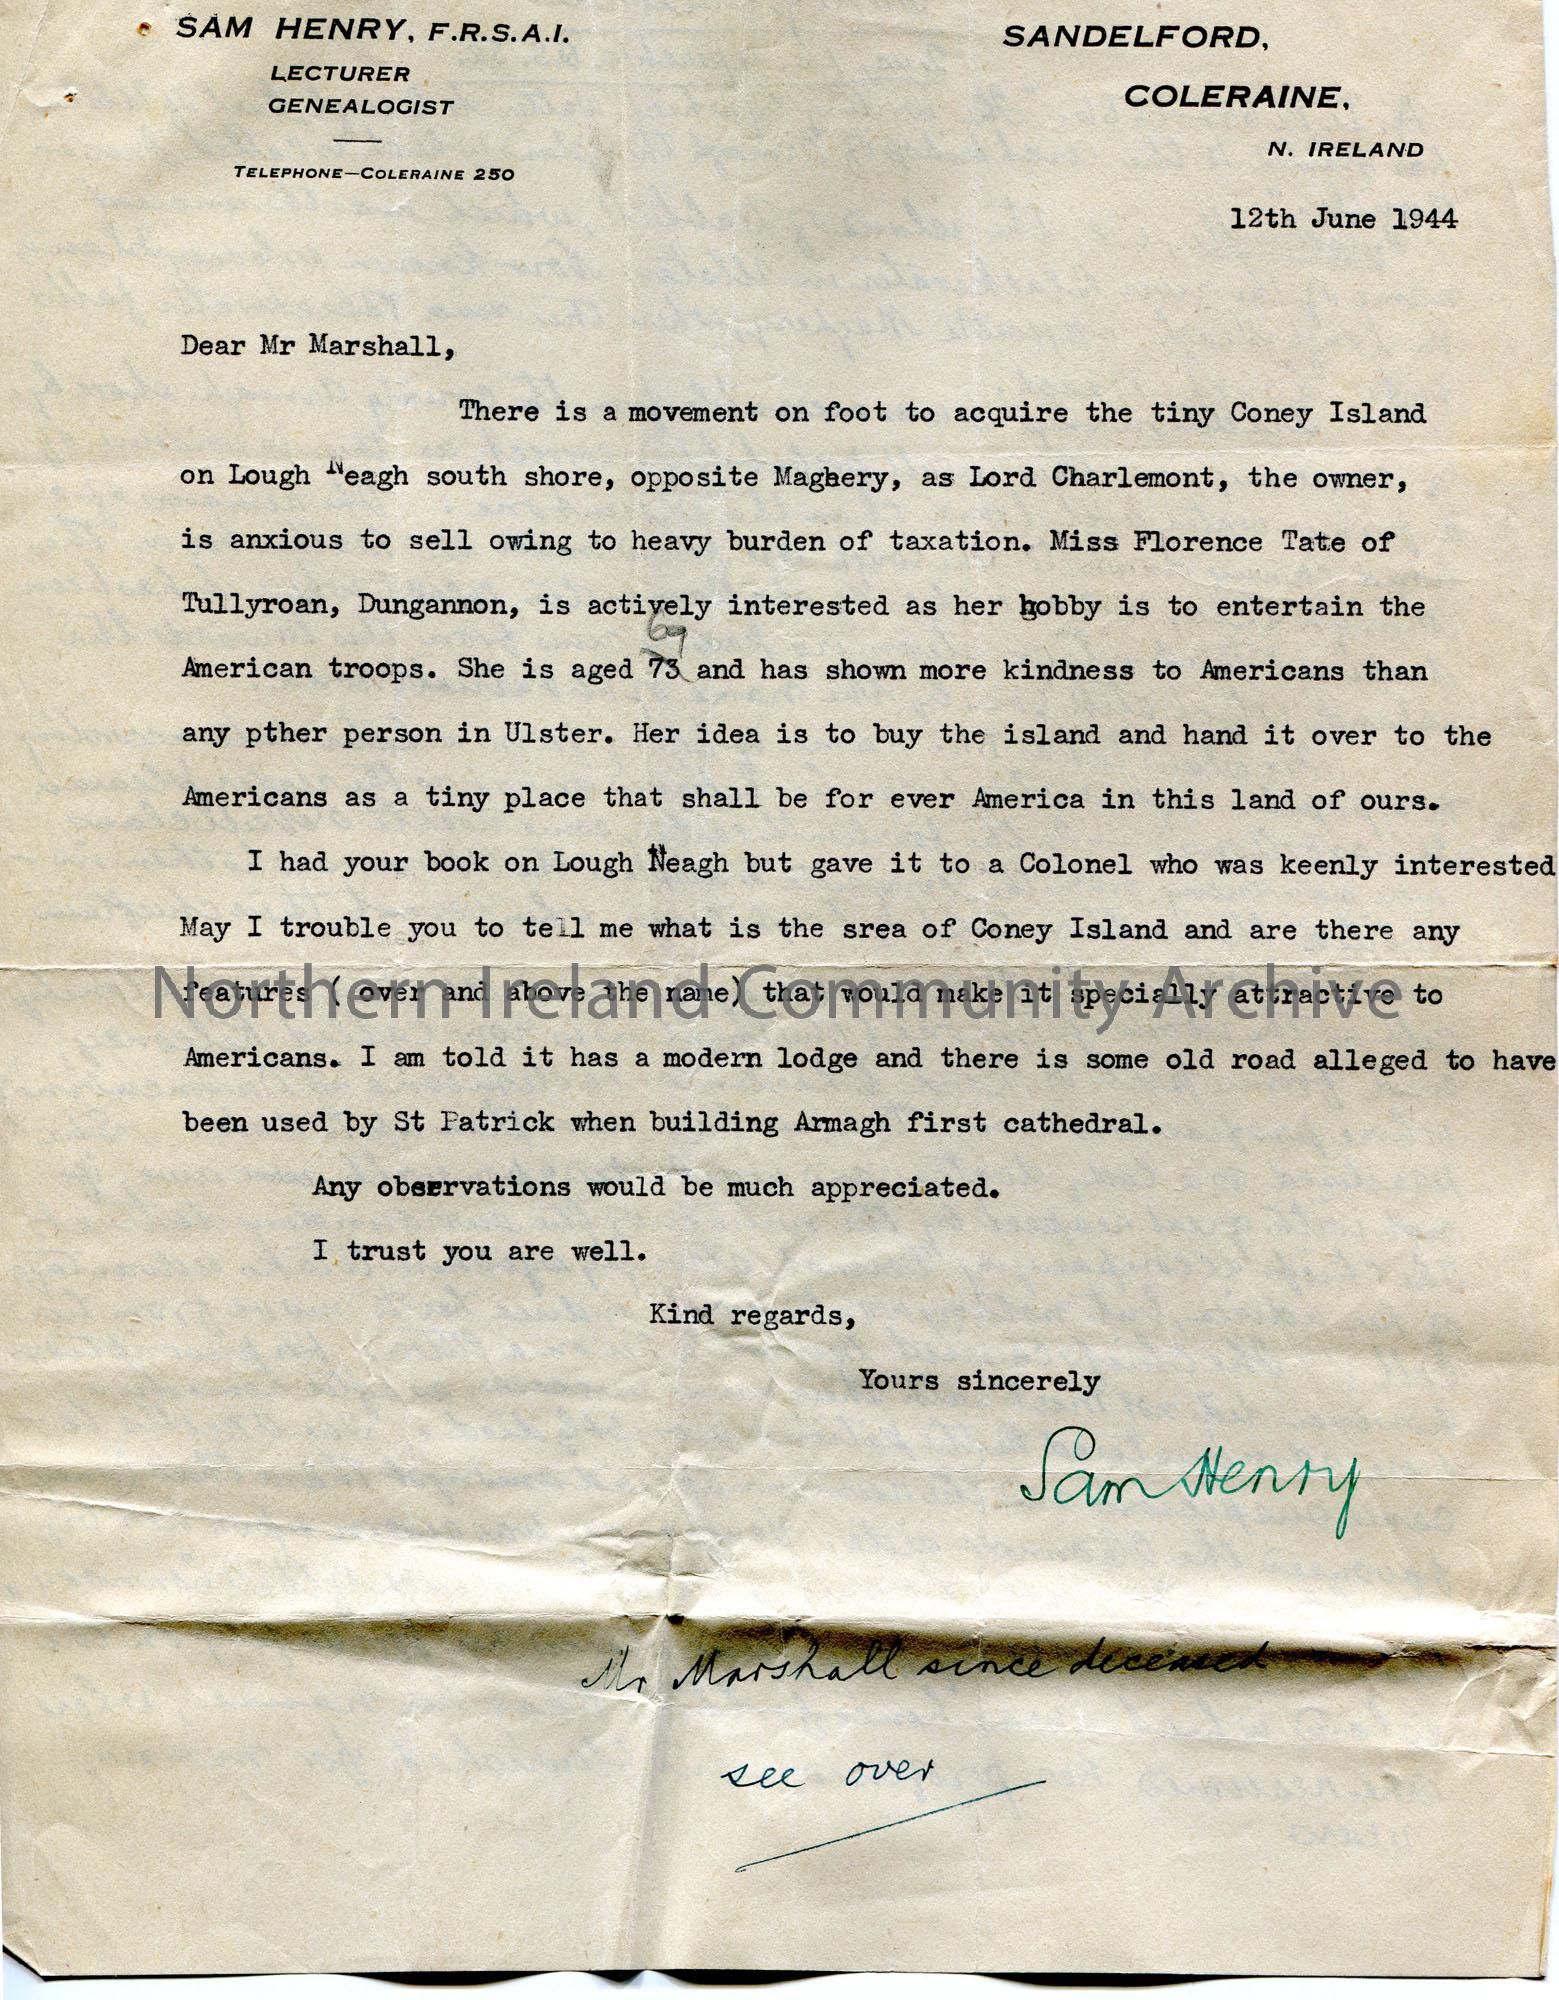 SAM HENRY, F.R.S.A.I.
LECTURER
GENEALOGIST
TELEPHONE—COLERAINE 250
SANDELFORD,
COLERAINE,
N. IRELAND
12th June 1944
Dear Mr Marshall,
There is a movement on foot to acquire the tiny Coney Island
on Lough Neagh south shore, opposite Maghery, as Lord Charlemont, the owner,
is anxious to sell owing to heavy burden of taxation. Miss Florence Tate of
Tullyroan, Dungannon, is actively interested as her hobby is to entertain the
69
American troops. She is aged 73 and has shown more kindness to Americans than
any pther person in Ulster. Her idea is to buy the island and hand it over to the
Americans as a tiny place that shall be for ever America in this land of ours.
I had your book on Lough Neagh but gave it to a Colonel who was keenly interested
May I trouble you to tell me what is the srea of Coney Island and are there any
features ( over and above the name) that would make it specially attractive to
Northern Ireland Community Archive
Americans. I am told it has a modern lodge and there is some old road alleged to have
been used by St Patrick when building Armagh first cathedral.
Any observations would be much appreciated.
I trust you are well.
Kind regards,
Yours sincerely
Sam Henry
Mr Marshall since deceased
see over